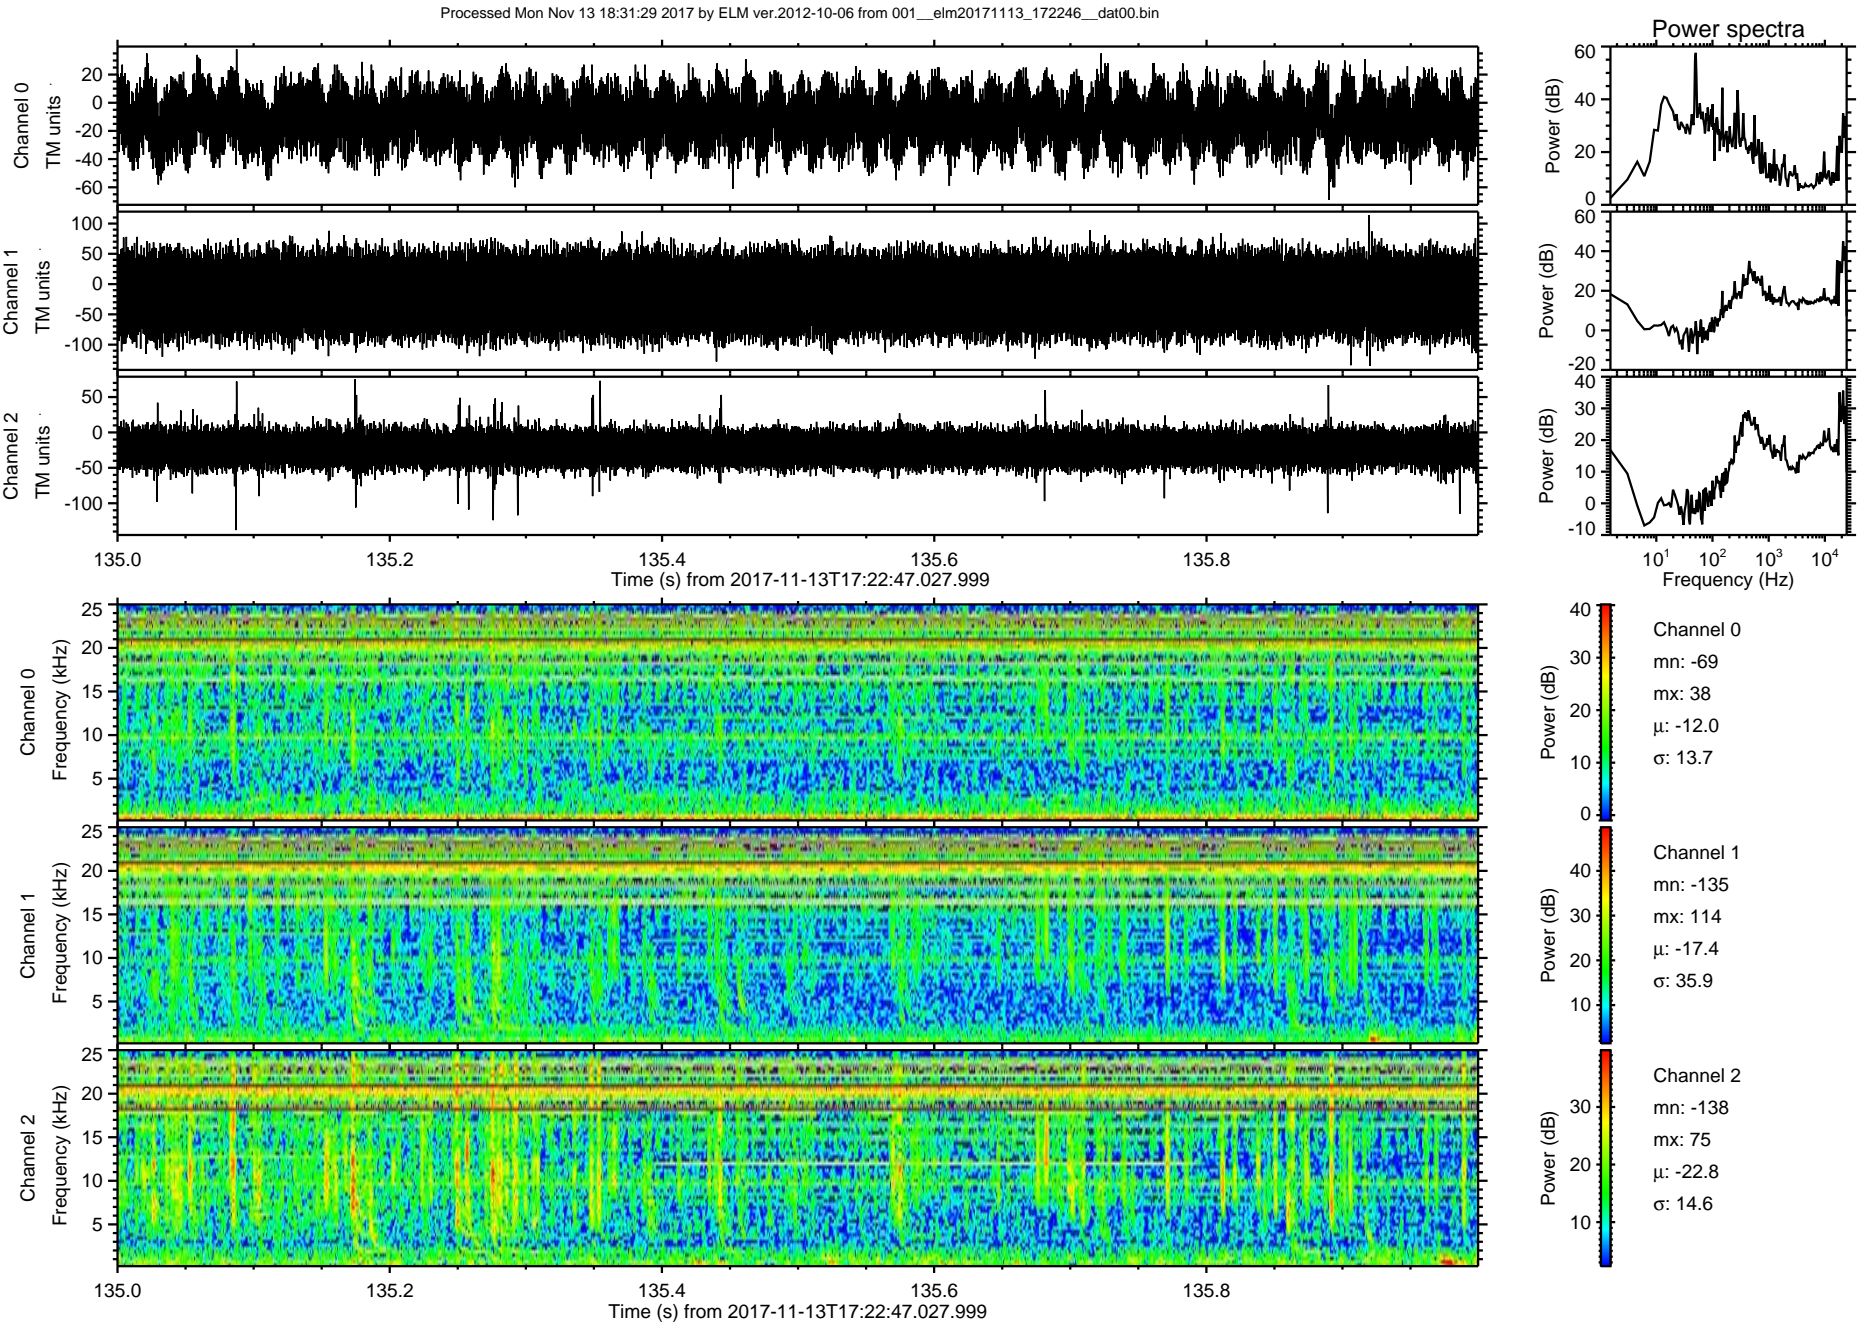 Processed Mon Nov 13 18:31:29 2017 by ELM ver.2012-10-06 from 001__elm20171113_172246__dat00.bin
Power spectra
Channel 0
TM units
20
0
-20
-40
-60
Power (dB)
60
40
20
0
Channel 1
TM units
100
50
0
-50
-100
Power (dB)
60
40
20
0
-20
Channel 2
TM units
50
0
-50
-100
Power (dB)
40
30
20
10
0
-10
135.0 135.2 135.4 135.6 135.8
Time (s) from 2017-11-13T17:22:47.027.999
10¹ 10² 10³ 10⁴
Frequency (Hz)
Channel 0
Frequency (kHz)
25
20
15
10
5
Power (dB)
40
30
20
10
0
Channel 0
mn: -69
mx: 38
µ: -12.0
σ: 13.7
Channel 1
Frequency (kHz)
25
20
15
10
5
Power (dB)
40
30
20
10
Channel 1
mn: -135
mx: 114
µ: -17.4
σ: 35.9
Channel 2
Frequency (kHz)
25
20
15
10
5
Power (dB)
30
20
10
Channel 2
mn: -138
mx: 75
µ: -22.8
σ: 14.6
135.0 135.2 135.4 135.6 135.8
Time (s) from 2017-11-13T17:22:47.027.999